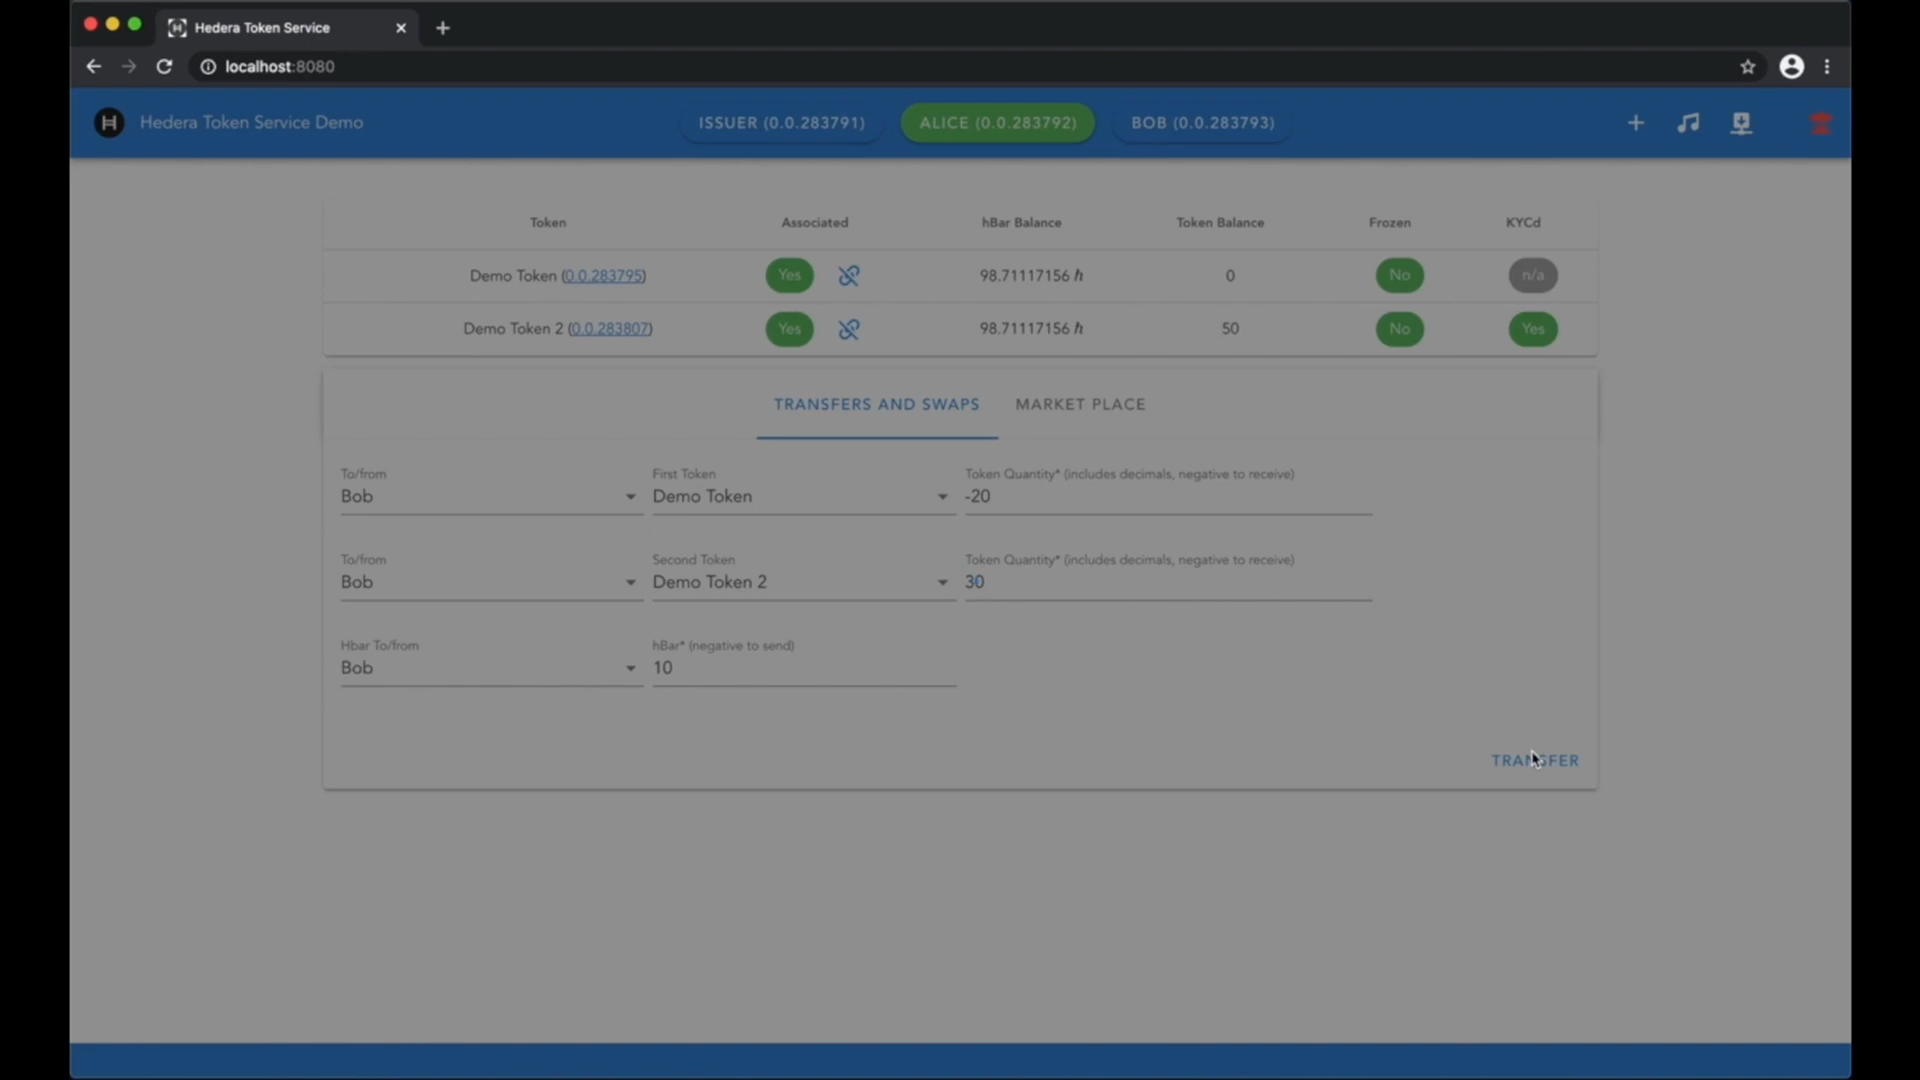 Hedera Token Service
localhost:8080
Hedera Token Service Demo
ISSUER (0.0.283791)
ALICE (0.0.283792)
BOB (0.0.283793)
Token Associated hBar Balance Token Balance Frozen KYCd
Demo Token (0.0.283795) Yes 98.71117156 ℏ 0 No n/a
Demo Token 2 (0.0.283807) Yes 98.71117156 ℏ 50 No Yes
TRANSFERS AND SWAPS MARKET PLACE
To/from First Token Token Quantity* (includes decimals, negative to receive)
Bob Demo Token -20
To/from Second Token Token Quantity* (includes decimals, negative to receive)
Bob Demo Token 2 30
Hbar To/from hBar* (negative to send)
Bob 10
TRANSFER